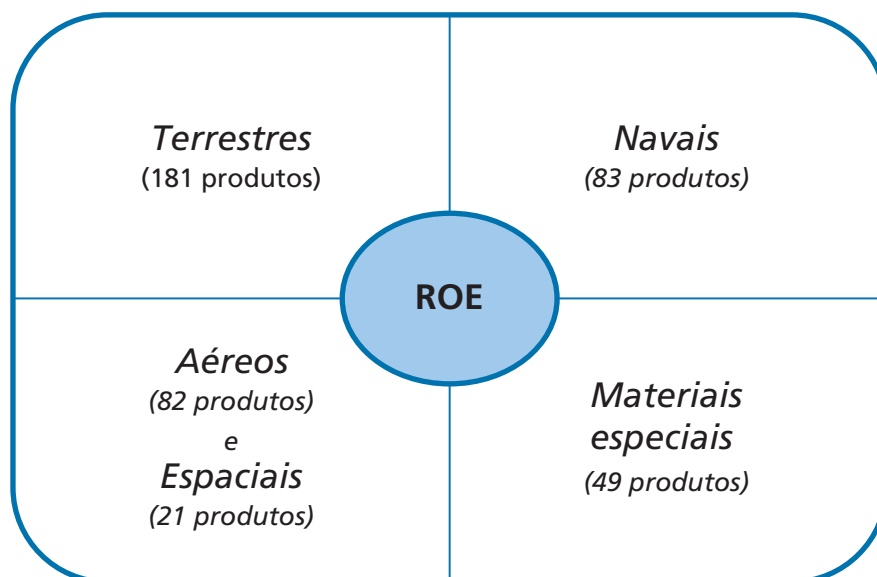 Terrestres
(181 produtos)
Navais
(83 produtos)
ROE
Aéreos
(82 produtos)
e
Espaciais
(21 produtos)
Materiais
especiais
(49 produtos)